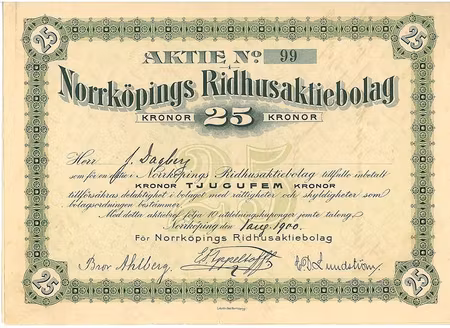 25 25
AKTIE Nº 99
Norrköpings Ridhusaktiebolag
KRONOR 25 KRONOR
Herr J. Dagberg
som för en aktie i Norrköpings Ridhusaktiebolag tillfullo inbetalt
KRONOR TJUGUFEM KRONOR
tillförsäkras delaktighet i bolaget med rättigheter och skyldigheter som
bolagsordningen bestämmer.
Med detta aktiebref följa 10 utdelningskuponger jemte talong.
Norrköping den 1 aug. 1900.
För Norrköpings Ridhusaktiebolag
Bror Ahlberg. Lundström.
25 25